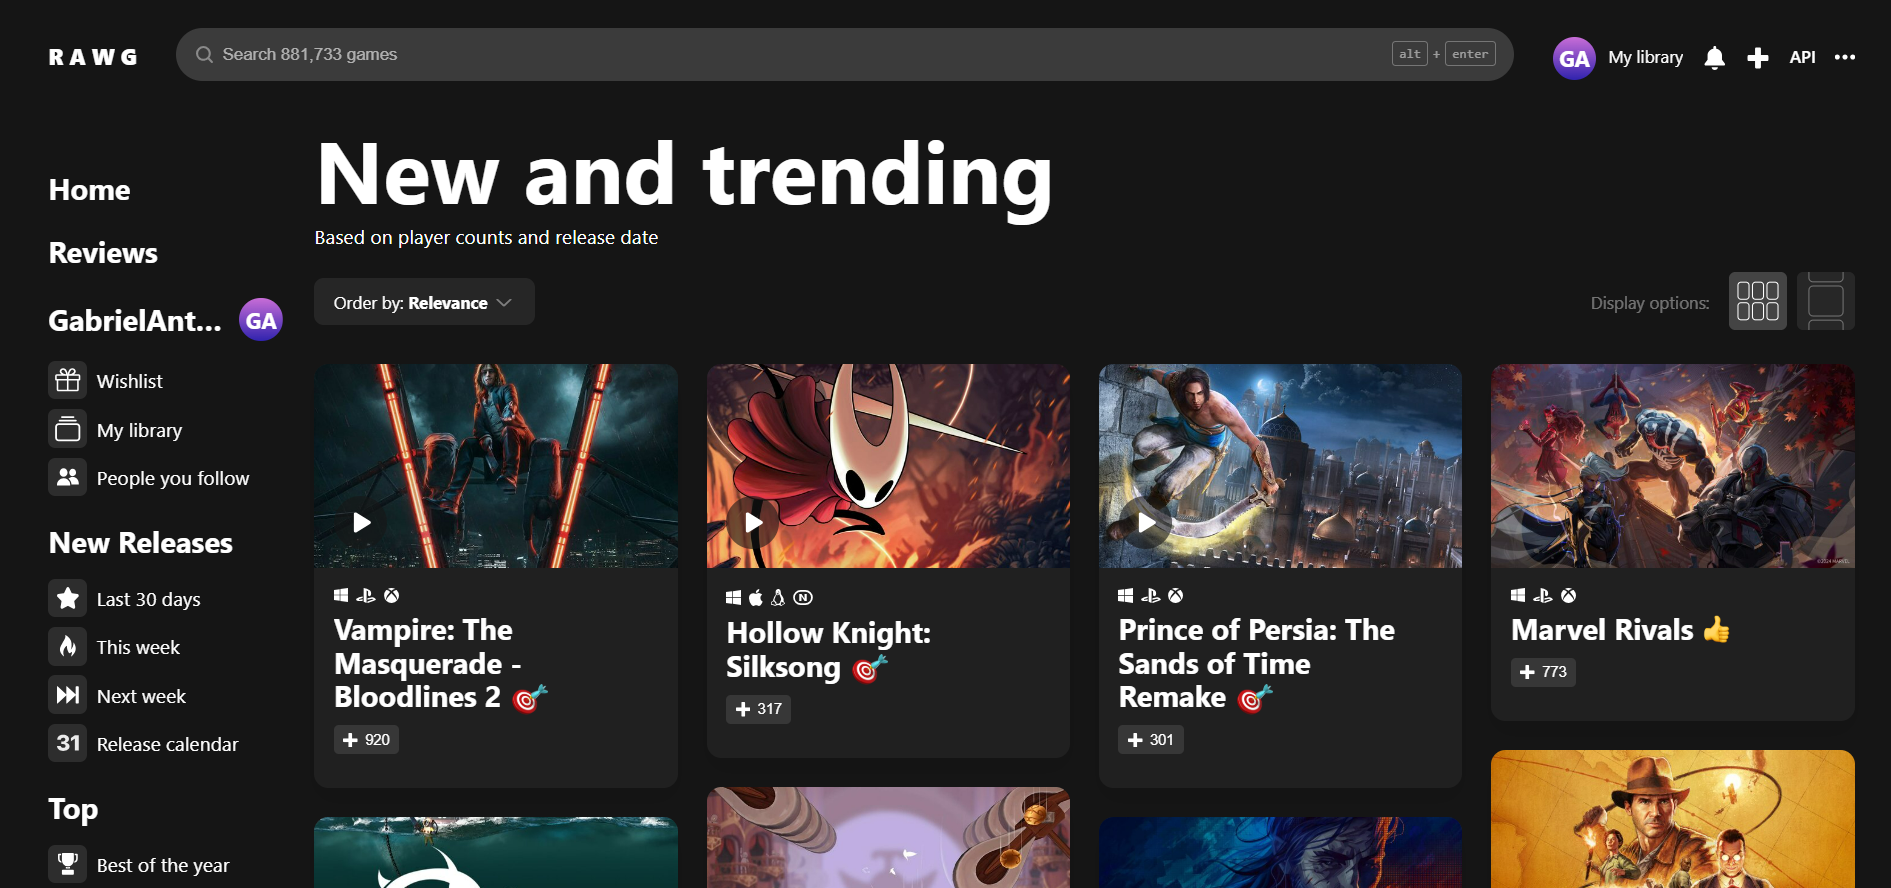 RAWG
Search 881,733 games
alt + enter
GA
My library
API
Home
Reviews
GabrielAnt...
GA
Wishlist
My library
People you follow
New Releases
Last 30 days
This week
Next week
31
Release calendar
Top
Best of the year
New and trending
Based on player counts and release date
Order by: Relevance
Display options:
Vampire: The
Masquerade -
Bloodlines 2
920
N
Hollow Knight:
Silksong
317
Prince of Persia: The
Sands of Time
Remake
301
©2024 MARVEL
Marvel Rivals
773